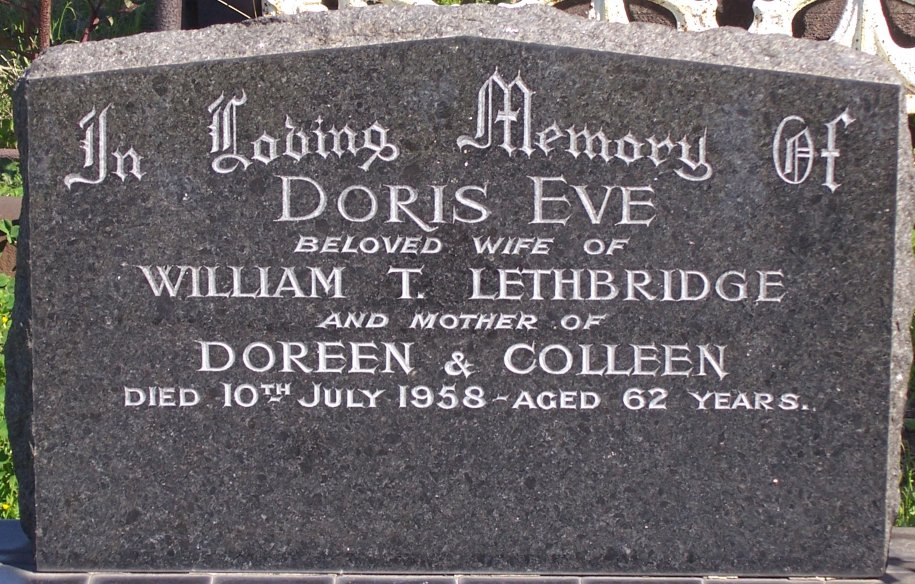 In Loving Memory Of
DORIS EVE
BELOVED WIFE OF
WILLIAM T. LETHBRIDGE
AND MOTHER OF
DOREEN & COLLEEN
DIED 10TH JULY 1958 - AGED 62 YEARS.